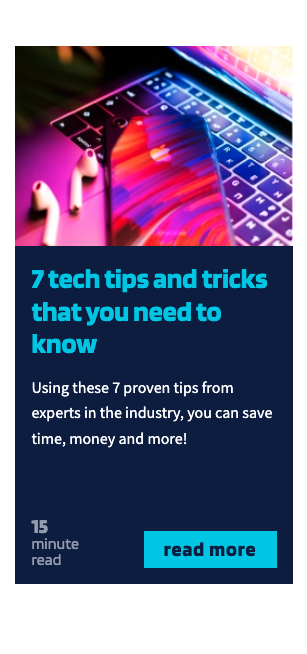 7 tech tips and tricks
that you need to
know
Using these 7 proven tips from
experts in the industry, you can save
time, money and more!
15
minute
read
read more